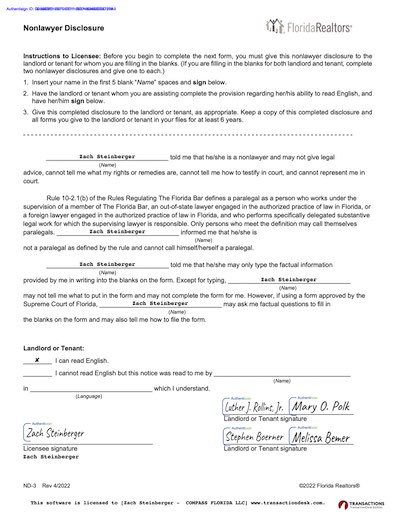 Nonlawyer Disclosure
FloridaRealtors®
Instructions to Licensee: Before you begin to complete the next form, you must give this nonlawyer disclosure to the
landlord or tenant for whom you are filling in the blanks. (If you are filling in the blanks for both landlord and tenant, complete
two nonlawyer disclosures and give one to each.)
1. Insert your name in the first 5 blank "Name" spaces and sign below.
2. Have the landlord or tenant whom you are assisting complete the provision regarding her/his ability to read English, and
have her/him sign below.
3. Give this completed disclosure to the landlord or tenant, as appropriate. Keep a copy of this completed disclosure and
all forms you give to the landlord or tenant in your files for at least 6 years.
Zach Steinberger told me that he/she is a nonlawyer and may not give legal
(Name)
advice, cannot tell me what my rights or remedies are, cannot tell me how to testify in court, and cannot represent me in
court.
Rule 10-2.1(b) of the Rules Regulating The Florida Bar defines a paralegal as a person who works under the
supervision of a member of The Florida Bar, an out-of-state lawyer engaged in the authorized practice of law in Florida, or
a foreign lawyer engaged in the authorized practice of law in Florida, and who performs specifically delegated substantive
legal work for which the supervising lawyer is responsible. Only persons who meet the definition may call themselves
paralegals. Zach Steinberger informed me that he/she is
(Name)
not a paralegal as defined by the rule and cannot call himself/herself a paralegal.
Zach Steinberger told me that he/she may only type the factual information
(Name)
provided by me in writing into the blanks on the form. Except for typing, Zach Steinberger
(Name)
may not tell me what to put in the form and may not complete the form for me. However, if using a form approved by the
Supreme Court of Florida, Zach Steinberger may ask me factual questions to fill in
(Name)
the blanks on the form and may also tell me how to file the form.
Landlord or Tenant:
✗ I can read English.
I cannot read English but this notice was read to me by
(Name)
in which I understand.
(Language)
Luther J. Rollins, Jr. Mary O. Polk
Landlord or Tenant signature
Zach Steinberger
Stephen Boerner Melissa Bemer
Licensee signature
Landlord or Tenant signature
Zach Steinberger
ND-3 Rev 4/2022
©2022 Florida Realtors®
This software is licensed to [Zach Steinberger - COMPASS FLORIDA LLC] www.transactiondesk.com.
TRANSACTIONS